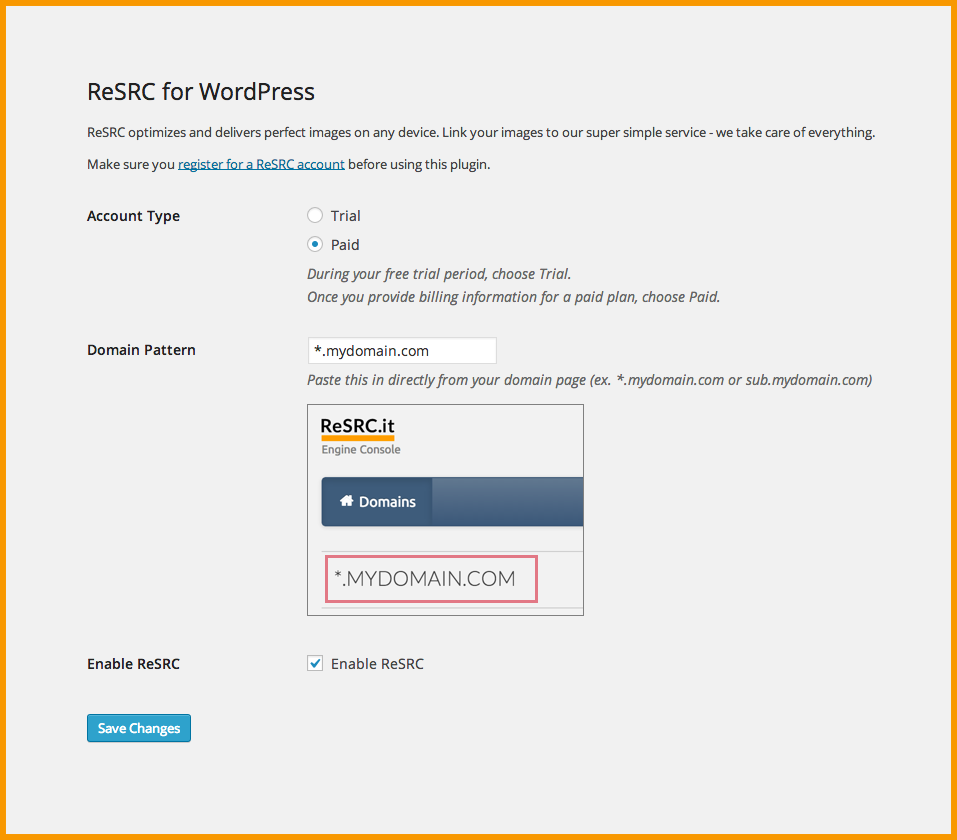 ReSRC for WordPress
ReSRC optimizes and delivers perfect images on any device. Link your images to our super simple service - we take care of everything.
Make sure you register for a ReSRC account before using this plugin.
Account Type
Trial
Paid
During your free trial period, choose Trial.
Once you provide billing information for a paid plan, choose Paid.
Domain Pattern
*.mydomain.com
Paste this in directly from your domain page (ex. *.mydomain.com or sub.mydomain.com)
ReSRC.it
Engine Console
Domains
*.MYDOMAIN.COM
Enable ReSRC
Enable ReSRC
Save Changes